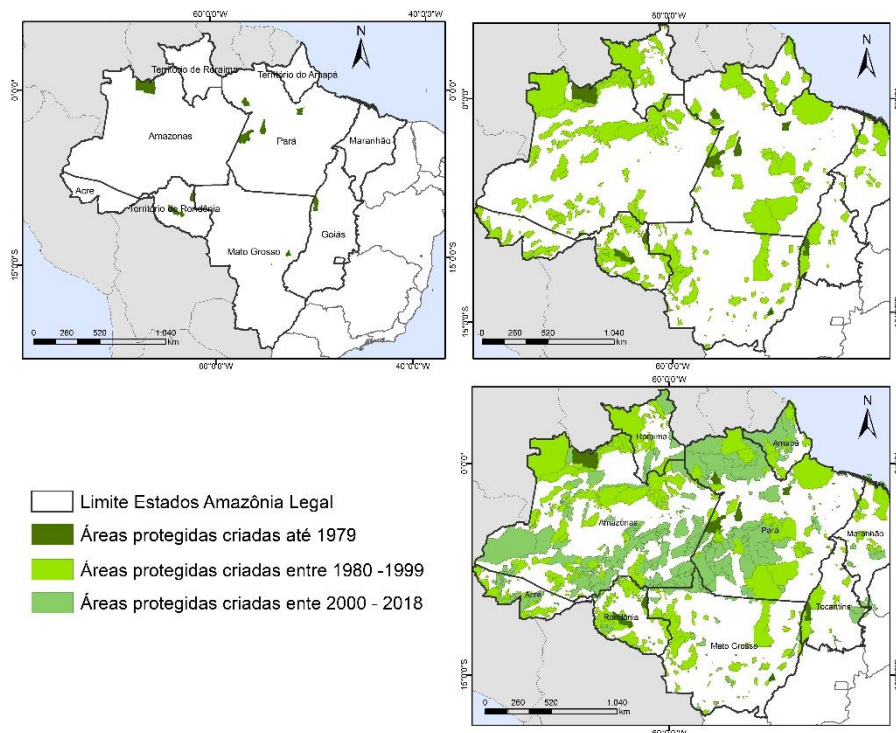 60°0'0"W
40°0'0"W
N
0°0'0"
15°0'0"S
Território de Roraima
Território do Amapá
Amazonas
Pará
Maranhão
Acre
Território de Rondônia
Mato Grosso
Goiás
0 260 520 1.040
km
60°0'0"W
40°0'0"W
60°0'0"W
N
0°0'0"
15°0'0"S
0 260 520 1.040
km
60°0'0"W
60°0'0"W
N
0°0'0"
15°0'0"S
Roraima
Amapá
Amazonas
Pará
Maranhão
Acre
Rondônia
Tocantins
Mato Grosso
0 260 520 1.040
km
60°0'0"W
Limite Estados Amazônia Legal
Áreas protegidas criadas até 1979
Áreas protegidas criadas entre 1980 -1999
Áreas protegidas criadas ente 2000 - 2018